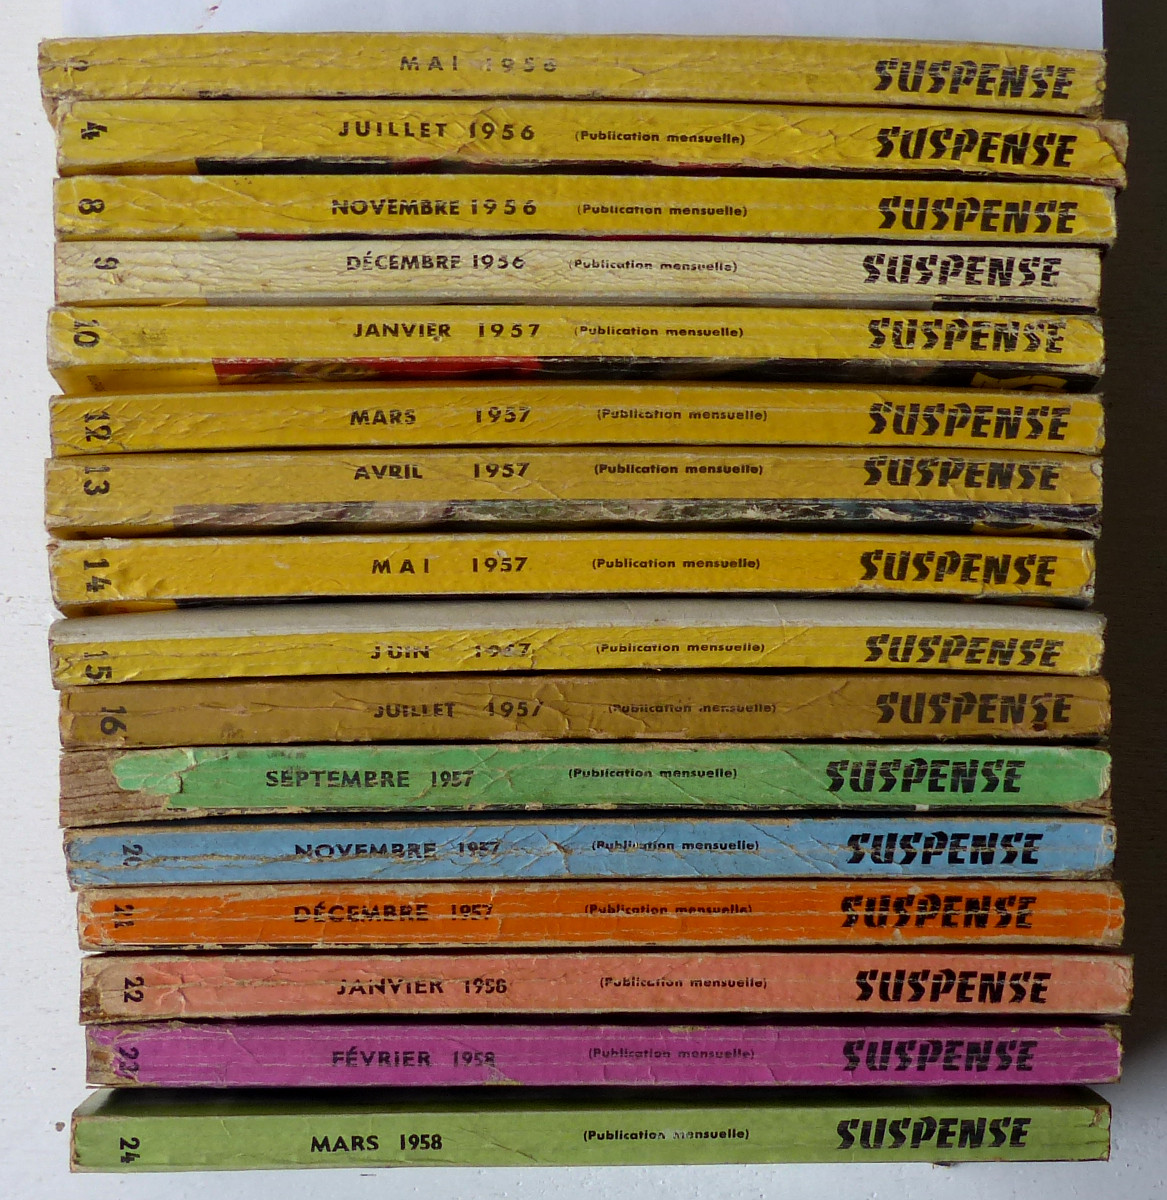 MAI 1956 SUSPENSE
4 JUILLET 1956 (Publication mensuelle) SUSPENSE
8 NOVEMBRE 1956 (Publication mensuelle) SUSPENSE
9 DÉCEMBRE 1956 (Publication mensuelle) SUSPENSE
10 JANVIER 1957 (Publication mensuelle) SUSPENSE
12 MARS 1957 (Publication mensuelle) SUSPENSE
13 AVRIL 1957 (Publication mensuelle) SUSPENSE
14 MAI 1957 (Publication mensuelle) SUSPENSE
15 JUIN 1957 (Publication mensuelle) SUSPENSE
16 JUILLET 1957 (Publication mensuelle) SUSPENSE
SEPTEMBRE 1957 (Publication mensuelle) SUSPENSE
20 NOVEMBRE 1957 (Publication mensuelle) SUSPENSE
21 DÉCEMBRE 1957 (Publication mensuelle) SUSPENSE
22 JANVIER 1958 (Publication mensuelle) SUSPENSE
23 FÉVRIER 1958 (Publication mensuelle) SUSPENSE
24 MARS 1958 (Publication mensuelle) SUSPENSE